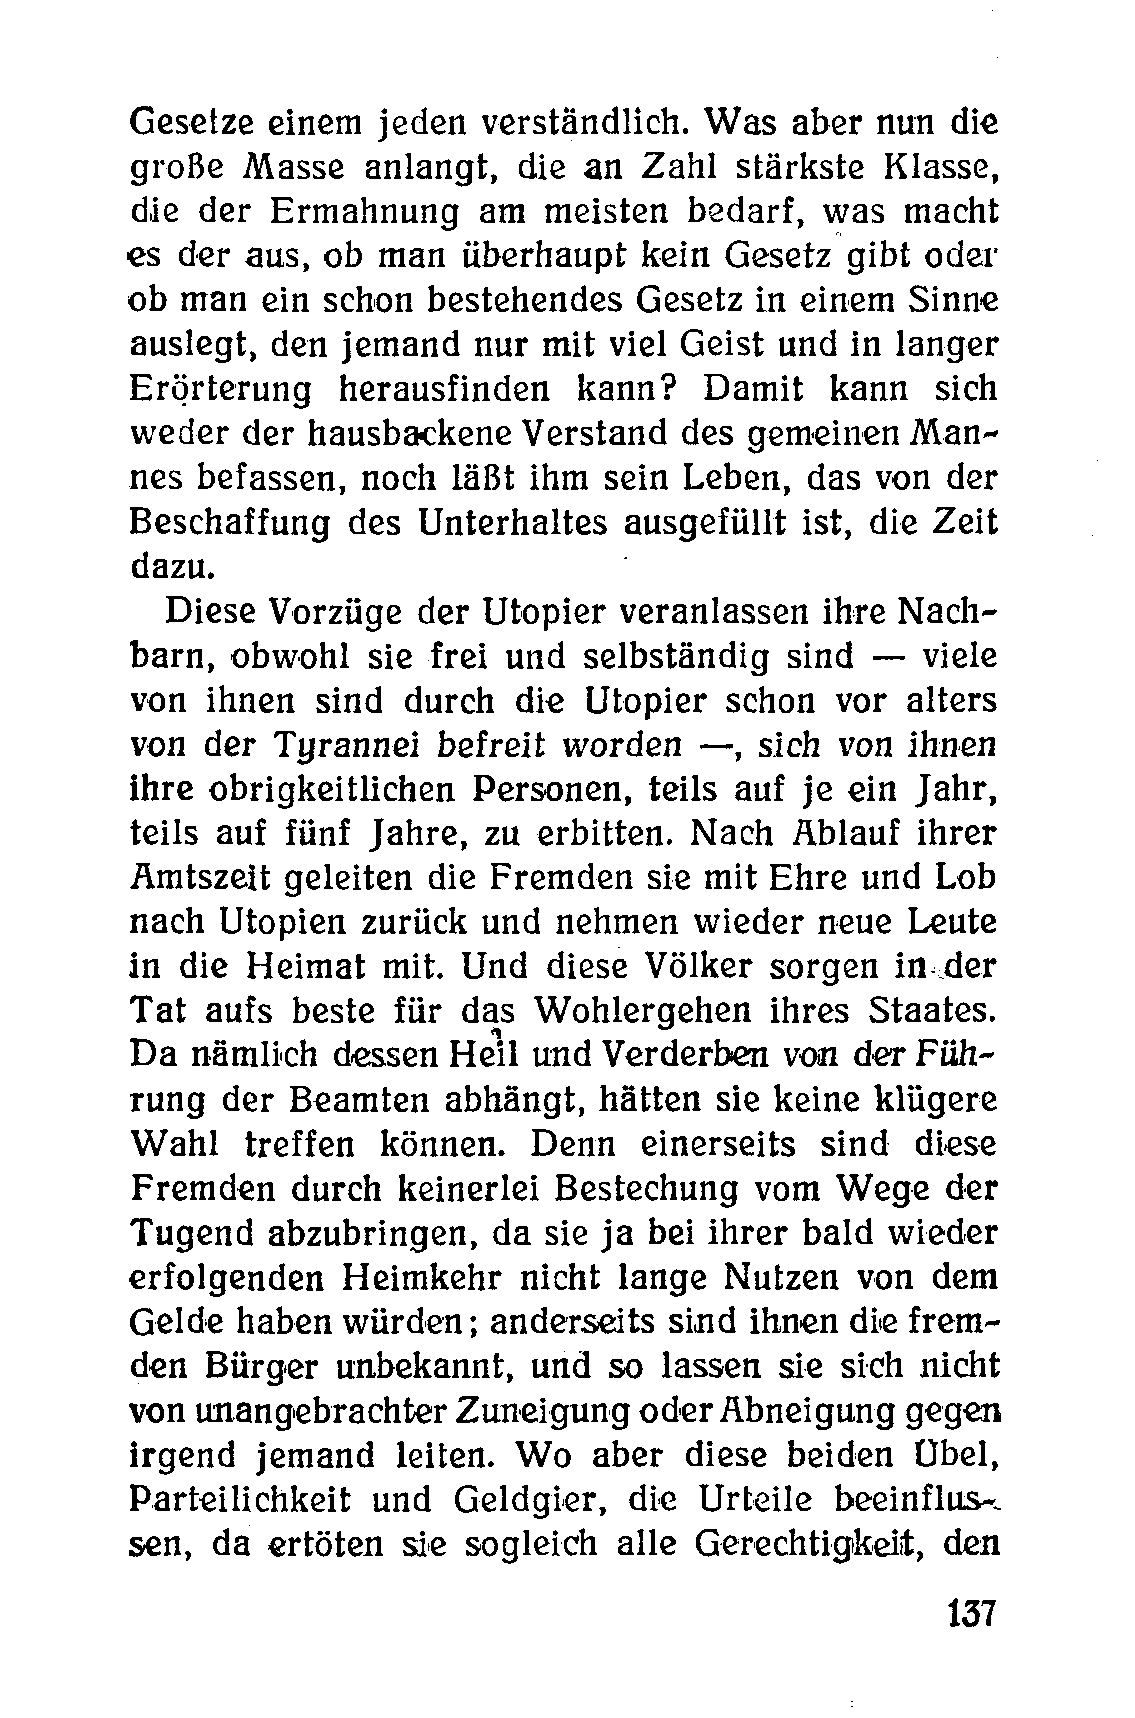 Gesetze einem jeden verständlich. Was aber nun die
große Masse anlangt, die an Zahl stärkste Klasse,
die der Ermahnung am meisten bedarf, was macht
es der aus, ob man überhaupt kein Gesetz gibt oder
ob man ein schon bestehendes Gesetz in einem Sinne
auslegt, den jemand nur mit viel Geist und in langer
Erörterung herausfinden kann? Damit kann sich
weder der hausbackene Verstand des gemeinen Man-
nes befassen, noch läßt ihm sein Leben, das von der
Beschaffung des Unterhaltes ausgefüllt ist, die Zeit
dazu.
Diese Vorzüge der Utopier veranlassen ihre Nach-
barn, obwohl sie frei und selbständig sind — viele
von ihnen sind durch die Utopier schon vor alters
von der Tyrannei befreit worden —, sich von ihnen
ihre obrigkeitlichen Personen, teils auf je ein Jahr,
teils auf fünf Jahre, zu erbitten. Nach Ablauf ihrer
Amtszeit geleiten die Fremden sie mit Ehre und Lob
nach Utopien zurück und nehmen wieder neue Leute
in die Heimat mit. Und diese Völker sorgen in der
Tat aufs beste für das Wohlergehen ihres Staates.
Da nämlich dessen Heil und Verderben von der Füh-
rung der Beamten abhängt, hätten sie keine klügere
Wahl treffen können. Denn einerseits sind diese
Fremden durch keinerlei Bestechung vom Wege der
Tugend abzubringen, da sie ja bei ihrer bald wieder
erfolgenden Heimkehr nicht lange Nutzen von dem
Gelde haben würden; anderseits sind ihnen die frem-
den Bürger unbekannt, und so lassen sie sich nicht
von unangebrachter Zuneigung oder Abneigung gegen
irgend jemand leiten. Wo aber diese beiden Übel,
Parteilichkeit und Geldgier, die Urteile beeinflus-
sen, da ertöten sie sogleich alle Gerechtigkeit, den
137